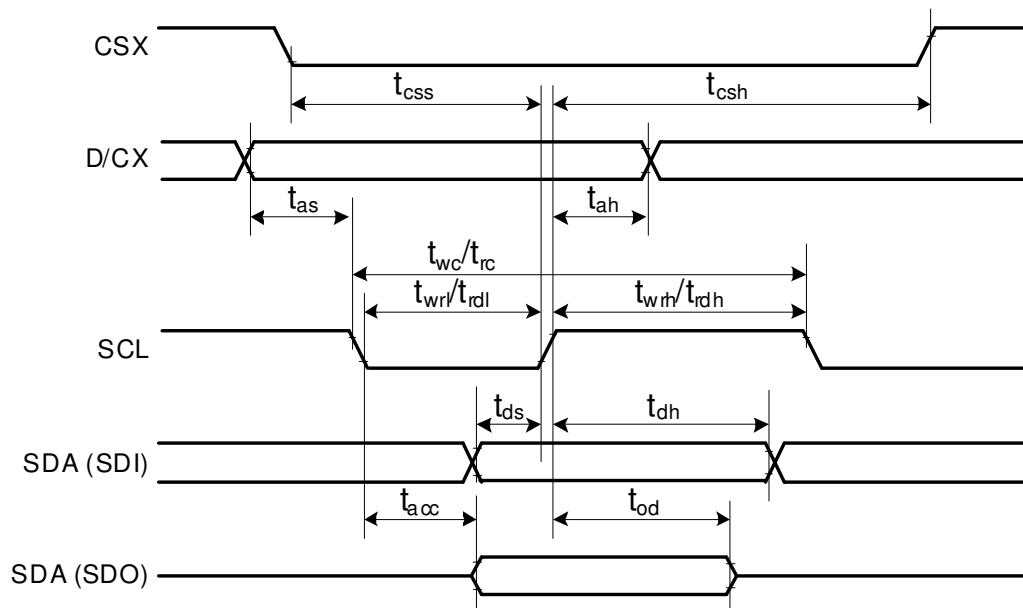 CSX
tcss
tcsh
D/CX
tas
tah
twc/trc
twrl/trdl
twrh/trdh
SCL
tds
tdh
SDA (SDI)
tacc
tod
SDA (SDO)